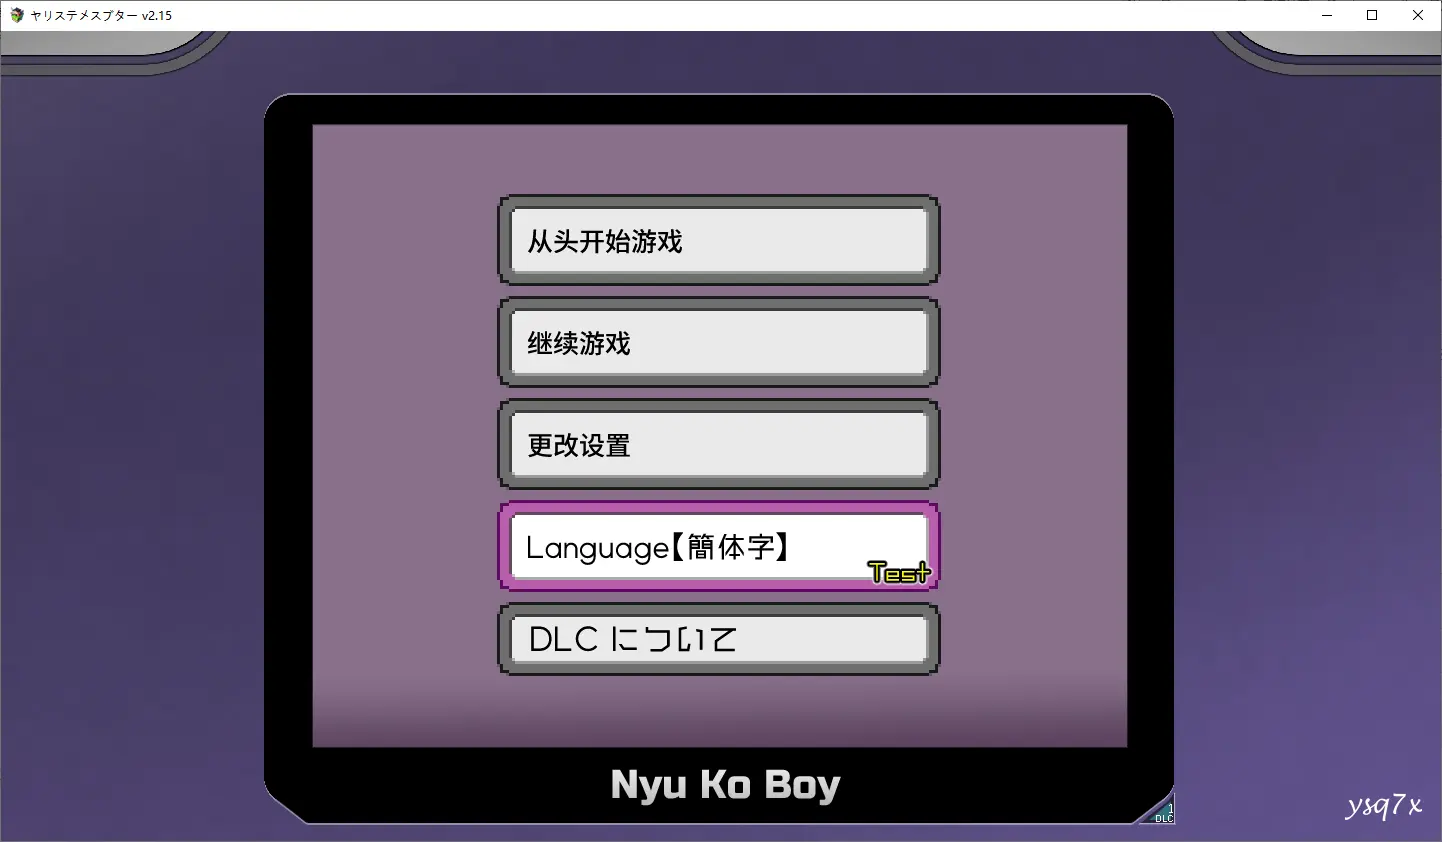 ヤリステメスブター v2.15
从头开始游戏
继续游戏
更改设置
Language【簡体字】
Test
DLC について
Nyu Ko Boy
1
DLC
ysq7x